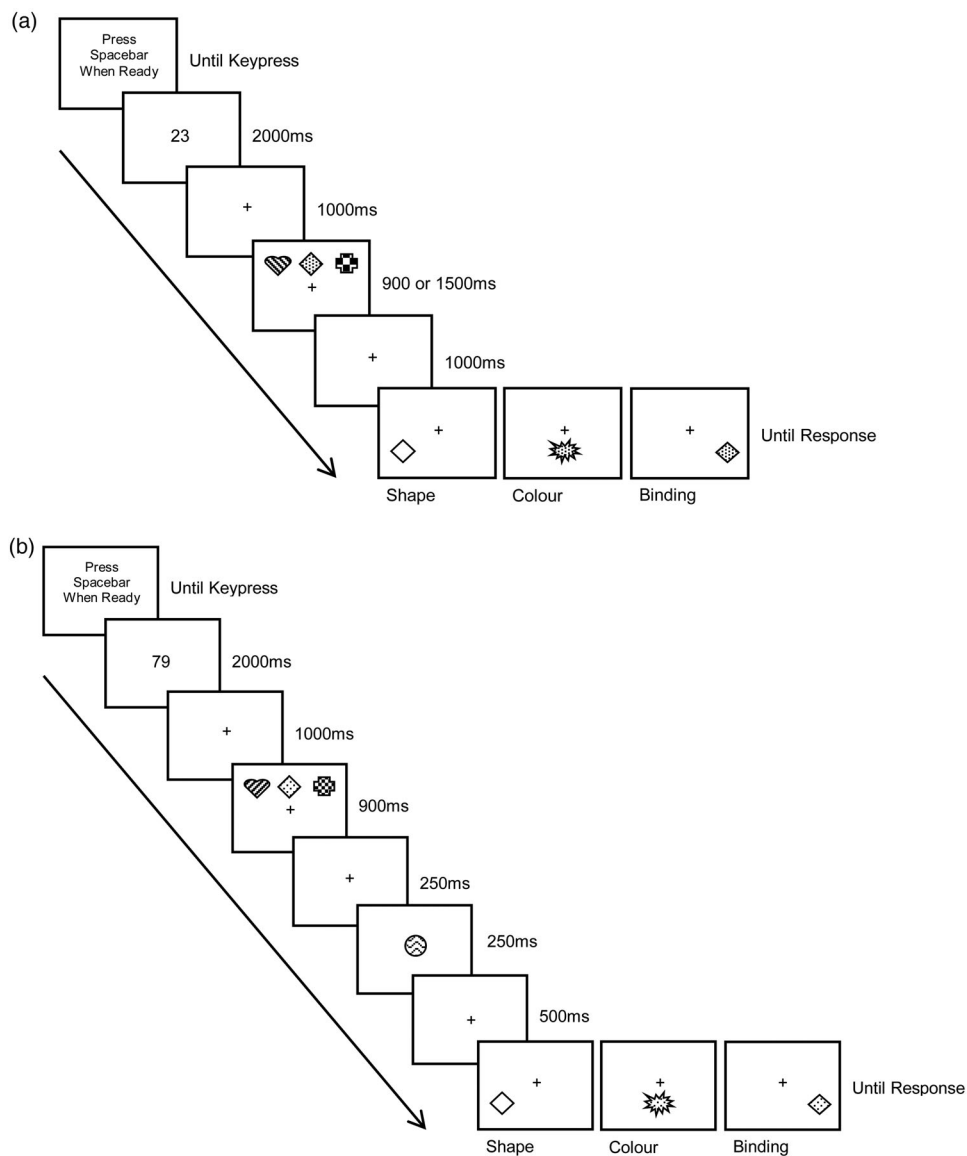 (a)
Press
Spacebar
When Ready
Until Keypress
23
2000ms
1000ms
900 or 1500ms
1000ms
Until Response
Shape
Colour
Binding
(b)
Press
Spacebar
When Ready
Until Keypress
79
2000ms
1000ms
900ms
250ms
250ms
500ms
Until Response
Shape
Colour
Binding